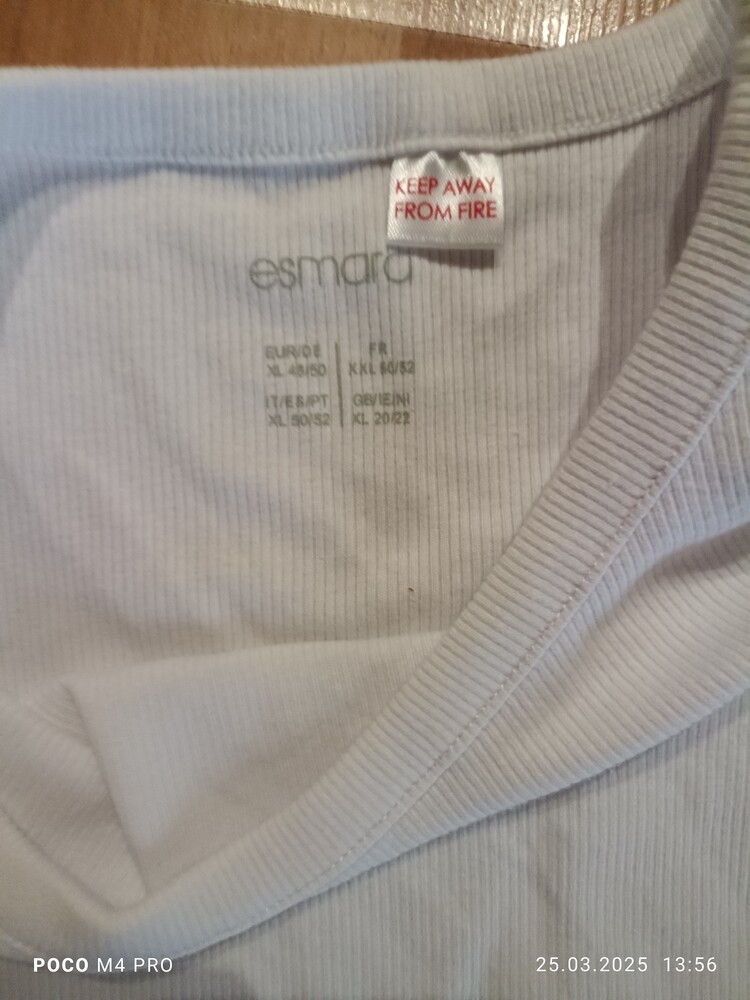 KEEP AWAY
FROM FIRE
esmara
EUR/DE
XL 48/50
FR
XXL 50/52
IT/ES/PT
XL 50/52
GB/IE/NI
XL 20/22
POCO M4 PRO
25.03.2025 13:56